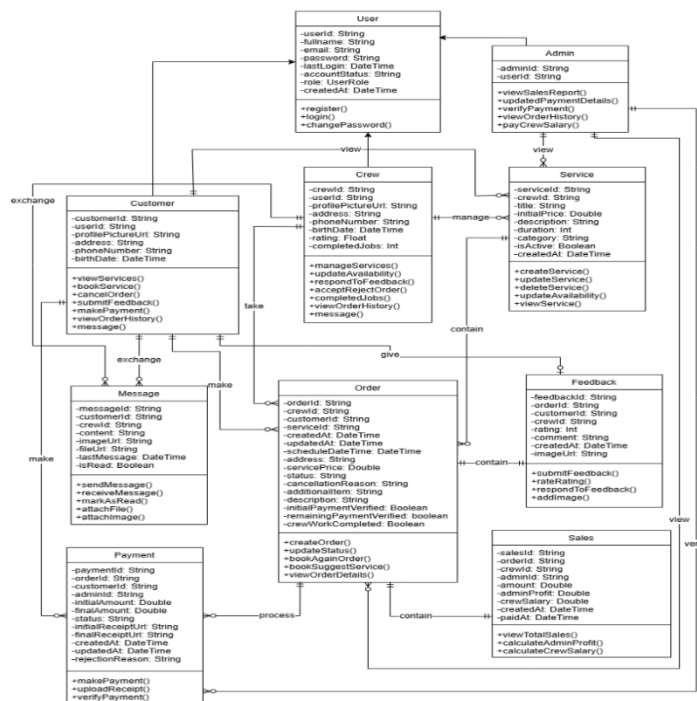 User
-userId: String
-fullname: String
-email: String
-password: String
-lastLogin: DateTime
-accountStatus: String
-role: UserRole
-createdAt: DateTime
+register()
+login()
+changePassword()
Admin
-adminId: String
-userId: String
+viewSalesReport()
+updatedPaymentDetails()
+verifyPayment()
+viewOrderHistory()
+payCrewSalary()
view
view
exchange
Customer
-customerId: String
-userId: String
-profilePictureUrl: String
-address: String
-phoneNumber: String
-birthDate: DateTime
+viewServices()
+bookService()
+cancelOrder()
+submitFeedback()
+makePayment()
+viewOrderHistory()
+message()
Crew
-crewId: String
-userId: String
-profilePictureUrl: String
-address: String
-phoneNumber: String
-birthDate: DateTime
-rating: Float
-completedJobs: Int
+manageServices()
+updateAvailability()
+respondToFeedback()
+acceptRejectOrder()
+completedJobs()
+viewOrderHistory()
+message()
manage
Service
-serviceId: String
-crewId: String
-title: String
-initialPrice: Double
-description: String
-duration: Int
-category: String
-isActive: Boolean
-createdAt: DateTime
+createService()
+updateService()
+deleteService()
+updateAvailability()
+viewService()
take
contain
exchange
give
make
Message
-messageId: String
-customerId: String
-crewId: String
-content: String
-imageUrl: String
-fileUrl: String
-lastMessage: DateTime
-isRead: Boolean
+sendMessage()
+receiveMessage()
+markAsRead()
+attachFile()
+attachImage()
make
Order
-orderId: String
-crewId: String
-customerId: String
-serviceId: String
-createdAt: DateTime
-updatedAt: DateTime
-scheduleDateTime: DateTime
-address: String
-servicePrice: Double
-status: String
-cancellationReason: String
-additionalItem: String
-description: String
-initialPaymentVerified: Boolean
-remainingPaymentVerified: boolean
-crewWorkCompleted: Boolean
+createOrder()
+updateStatus()
+bookAgainOrder()
+bookSuggestService()
+viewOrderDetails()
contain
Feedback
-feedbackId: String
-orderId: String
-customerId: String
-crewId: String
-rating: Int
-comment: String
-createdAt: DateTime
-imageUrl: String
+submitFeedback()
+rateRating()
+respondToFeedback()
+addImage()
view
Payment
-paymentId: String
-orderId: String
-customerId: String
-adminId: String
-initialAmount: Double
-finalAmount: Double
-status: String
-initialReceiptUrl: String
-finalReceiptUrl: String
-createdAt: DateTime
-updatedAt: DateTime
-rejectionReason: String
+makePayment()
+uploadReceipt()
+verifyPayment()
process
contain
Sales
-salesId: String
-orderId: String
-crewId: String
-adminId: String
-amount: Double
-adminProfit: Double
-crewSalary: Double
-createdAt: DateTime
-paidAt: DateTime
+viewTotalSales()
+calculateAdminProfit()
+calculateCrewSalary()